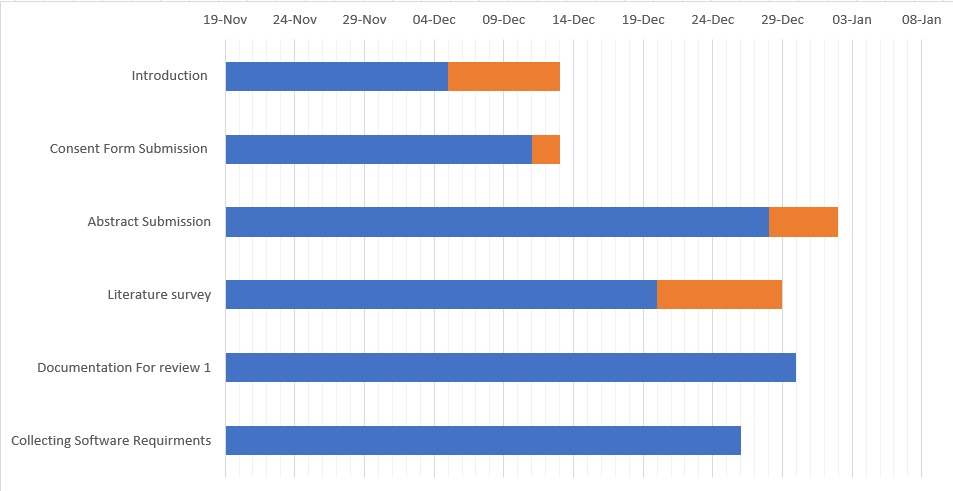 19-Nov 24-Nov 29-Nov 04-Dec 09-Dec 14-Dec 19-Dec 24-Dec 29-Dec 03-Jan 08-Jan
Introduction
Consent Form Submission
Abstract Submission
Literature survey
Documentation For review 1
Collecting Software Requirments